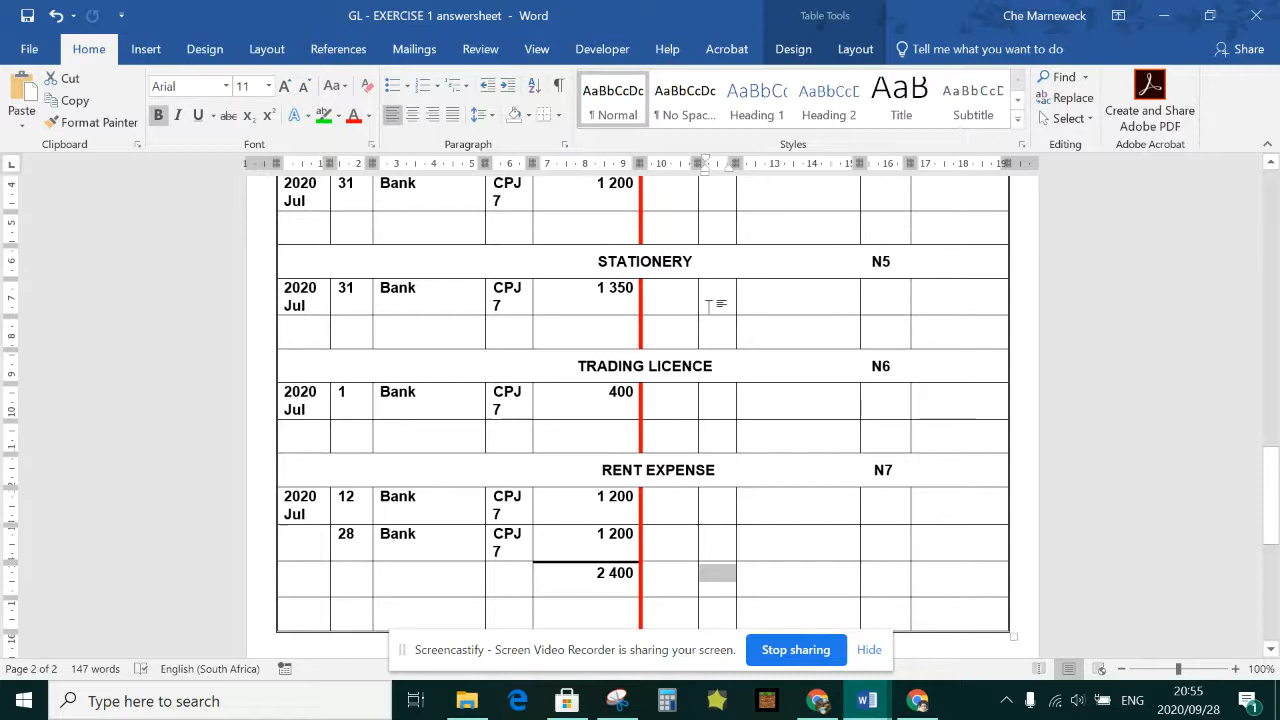 GL - EXERCISE 1 answersheet - Word
Table Tools
Che Marneweck
File Home Insert Design Layout References Mailings Review View Developer Help Acrobat Design Layout Tell me what you want to do Share
Paste
Cut
Copy
Format Painter
Clipboard
Arial 11
Font
Paragraph
AaBbCcDc ¶ Normal
AaBbCcDc ¶ No Spac...
AaBbCc Heading 1
AaBbCcD Heading 2
AaB Title
AaBbCcD Subtitle
Styles
Find
Replace
Select
Editing
Create and Share
Adobe PDF
Adobe Acrobat
2020 31 Bank CPJ 1 200
Jul 7
STATIONERY N5
2020 31 Bank CPJ 1 350
Jul 7
TRADING LICENCE N6
2020 1 Bank CPJ 400
Jul 7
RENT EXPENSE N7
2020 12 Bank CPJ 1 200
Jul 7
28 Bank CPJ 1 200
7
2 400
Screencastify - Screen Video Recorder is sharing your screen. Stop sharing Hide
Page 2 of 2 147 words English (South Africa) 100%
Type here to search
ENG
20:55
2020/09/28
1